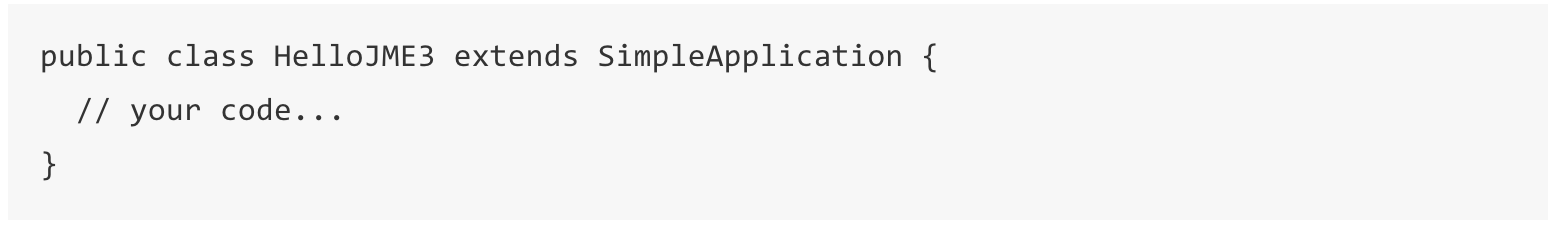 public class HelloJME3 extends SimpleApplication {
  // your code...
}